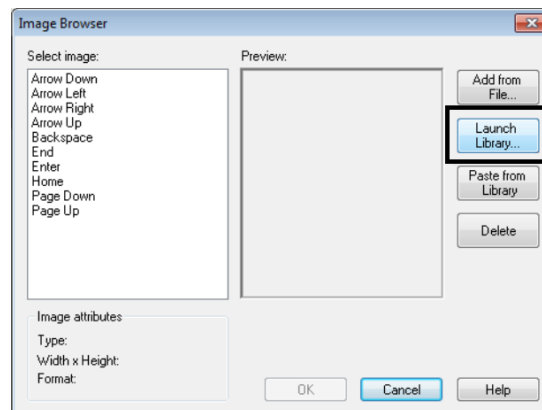 Image Browser
Select image:
Preview:
Arrow Down
Arrow Left
Arrow Right
Arrow Up
Backspace
End
Enter
Home
Page Down
Page Up
Add from
File...
Launch
Library...
Paste from
Library
Delete
Image attributes
Type:
Width x Height:
Format:
OK
Cancel
Help